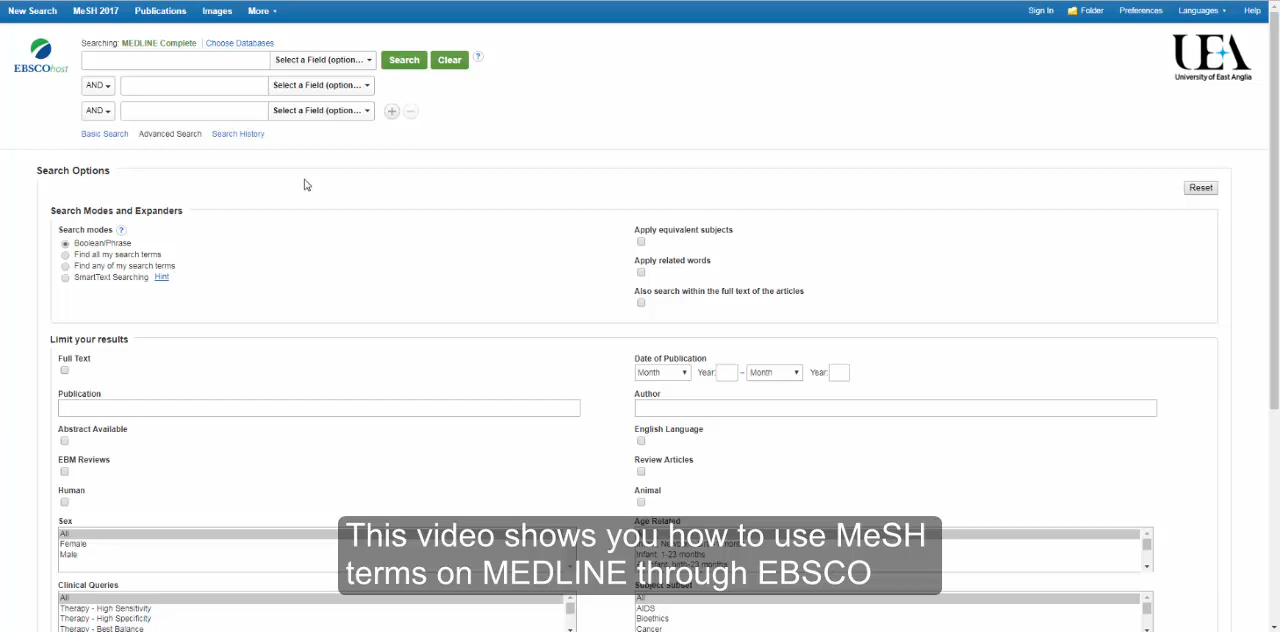 New Search MeSH 2017 Publications Images More
Sign In Folder Preferences Languages Help
EBSCOhost
Searching: MEDLINE Complete Choose Databases
Select a Field (option... Search Clear ?
AND Select a Field (option...
AND Select a Field (option...
Basic Search Advanced Search Search History
UEA
University of East Anglia
Search Options
Reset
Search Modes and Expanders
Search modes ?
Boolean/Phrase
Find all my search terms
Find any of my search terms
SmartText Searching Hint
Apply equivalent subjects
Apply related words
Also search within the full text of the articles
Limit your results
Full Text
Date of Publication
Month Year: – Month Year:
Publication
Author
Abstract Available
English Language
EBM Reviews
Review Articles
Human
Animal
Sex
All
Female
Male
Age Related
Infant: 1-23 months
Clinical Queries
All
Therapy - High Sensitivity
Therapy - High Specificity
Therapy - Best Balance
Subject Subset
All
AIDS
Bioethics
Cancer
This video shows you how to use MeSH
terms on MEDLINE through EBSCO